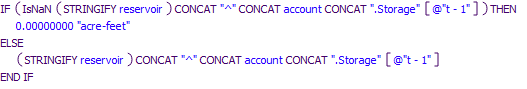 IF ( IsNaN ( STRINGIFY reservoir ) CONCAT "^" CONCAT account CONCAT ".Storage" [ @"t - 1" ] ) THEN
0.00000000 "acre-feet"
ELSE
( STRINGIFY reservoir ) CONCAT "^" CONCAT account CONCAT ".Storage" [ @"t - 1" ]
END IF